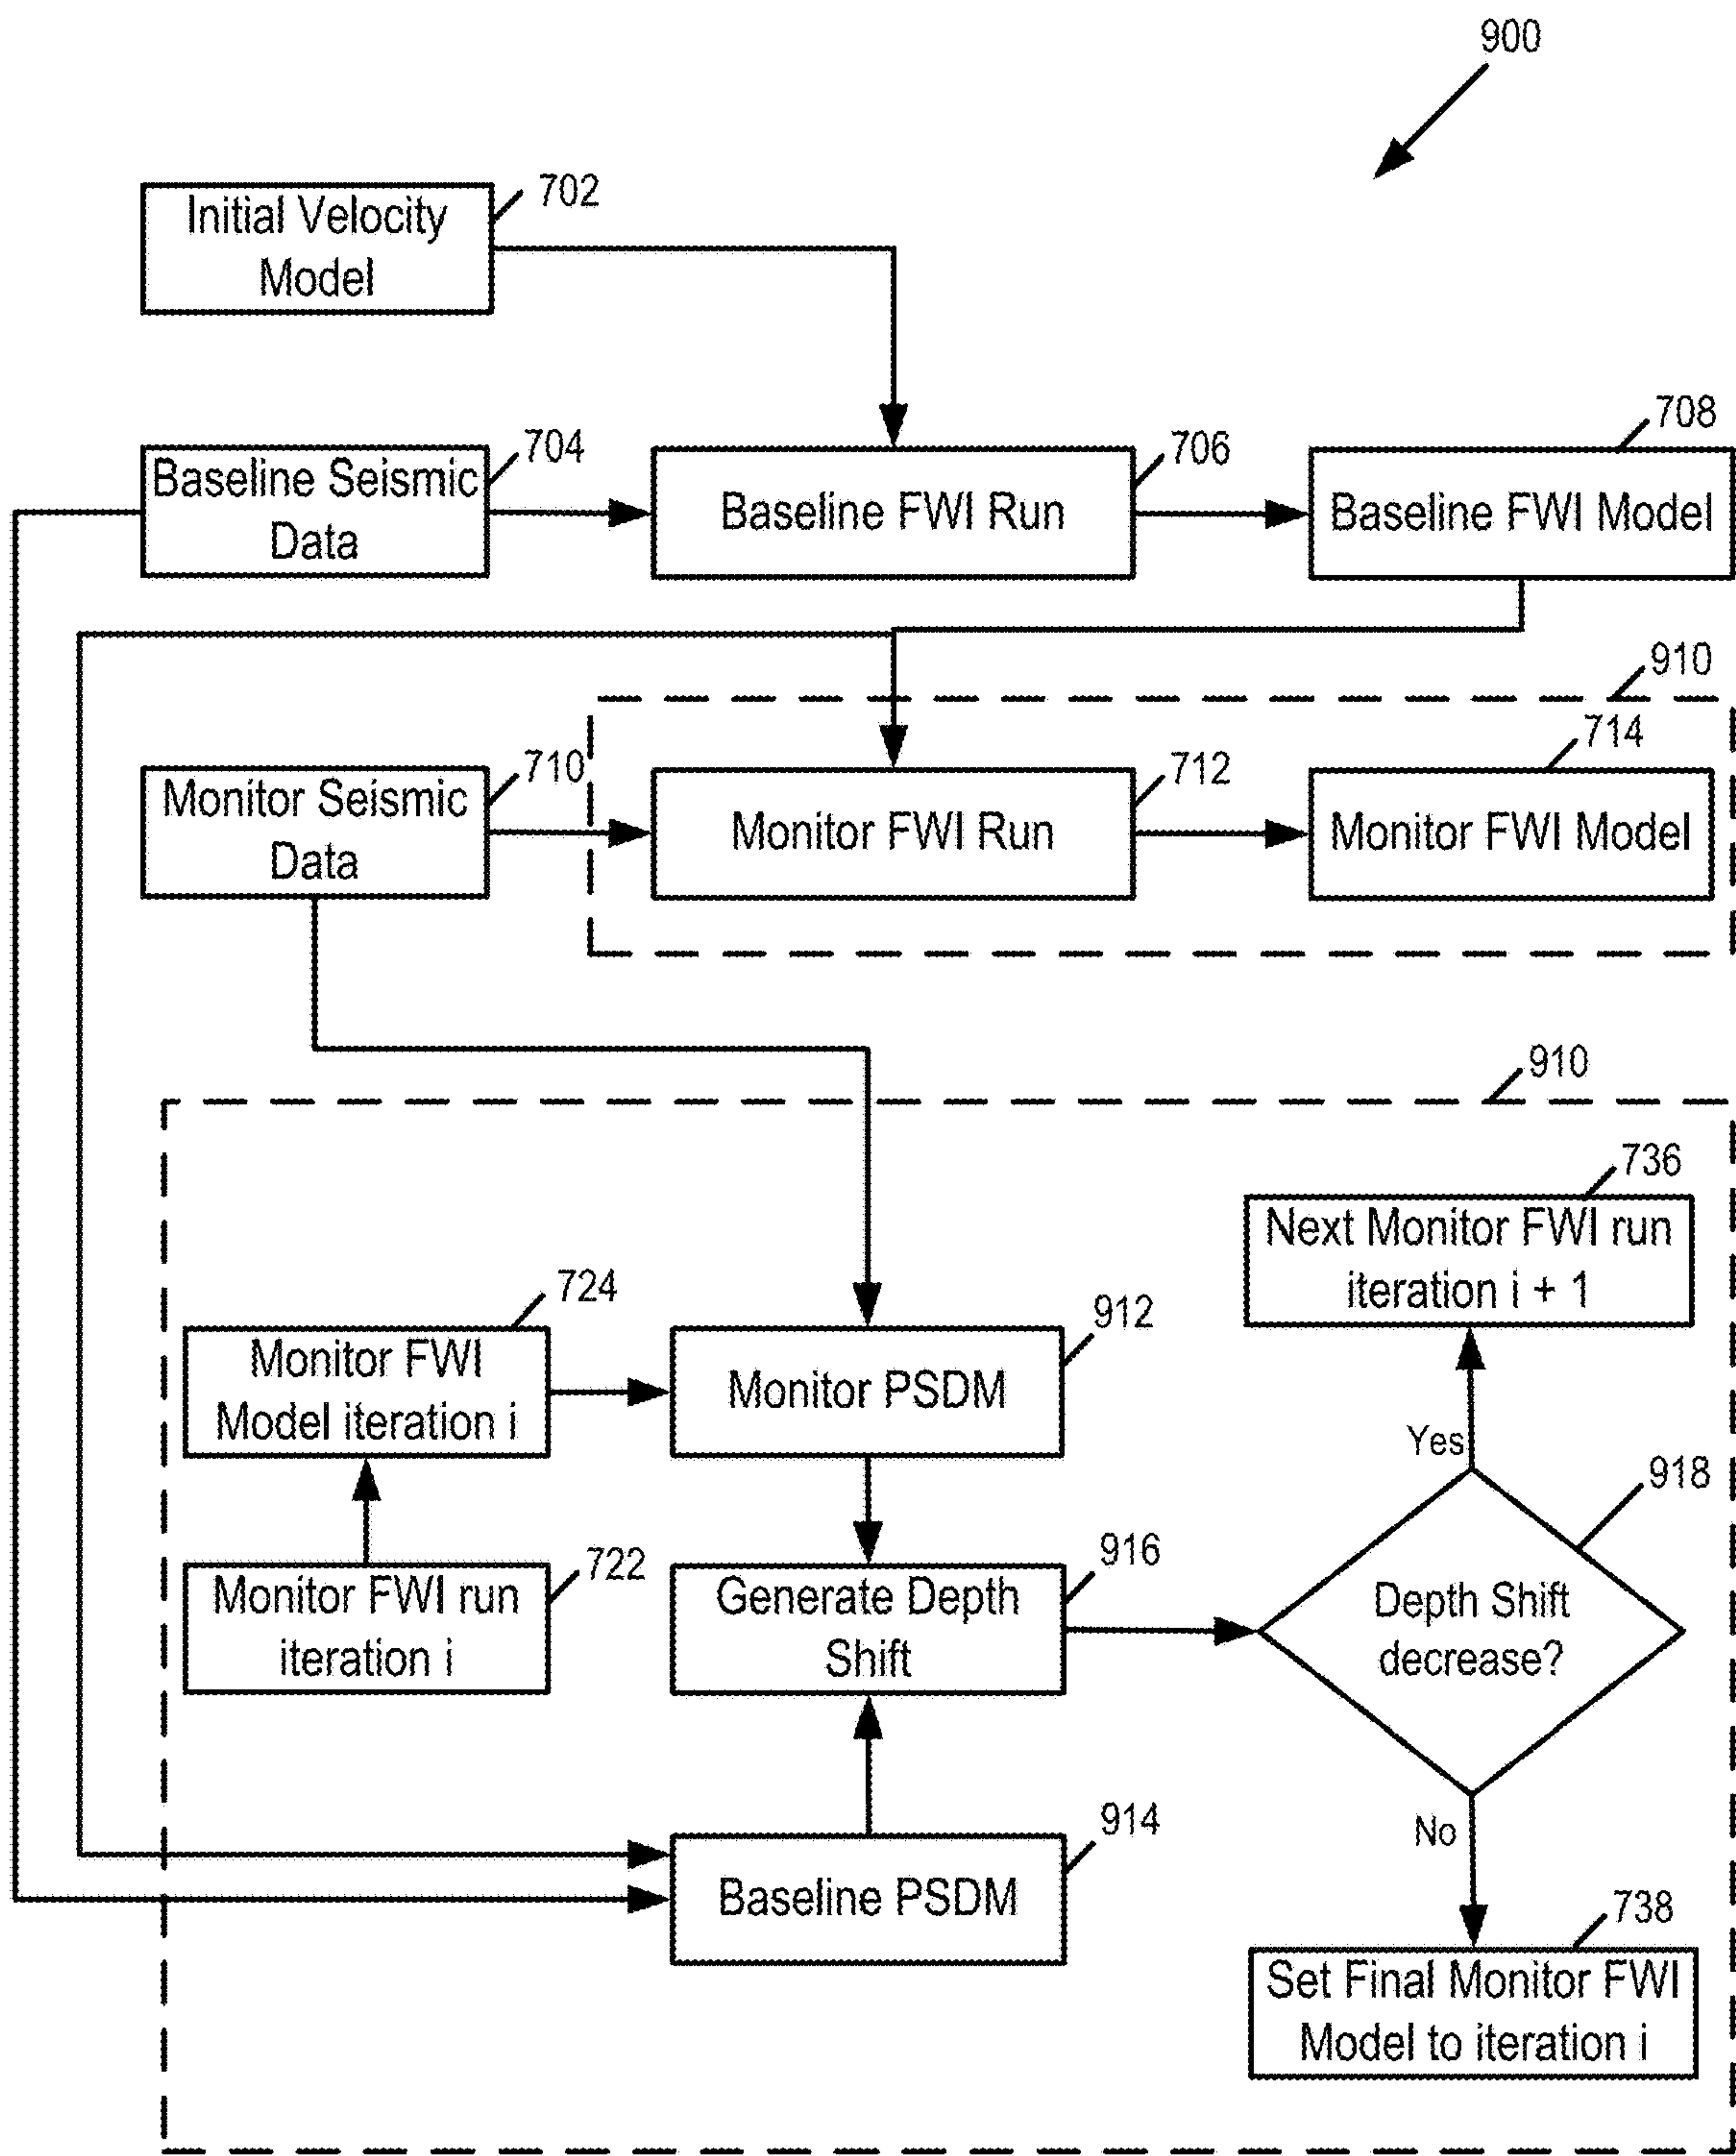 900
702
Initial Velocity
Model
704
Baseline Seismic
Data
706
Baseline FWI Run
708
Baseline FWI Model
910
710
Monitor Seismic
Data
712
Monitor FWI Run
714
Monitor FWI Model
910
736
Next Monitor FWI run
iteration i + 1
724
Monitor FWI
Model iteration i
912
Monitor PSDM
Yes
918
Depth Shift
decrease?
722
Monitor FWI run
iteration i
916
Generate Depth
Shift
914
Baseline PSDM
No
738
Set Final Monitor FWI
Model to iteration i